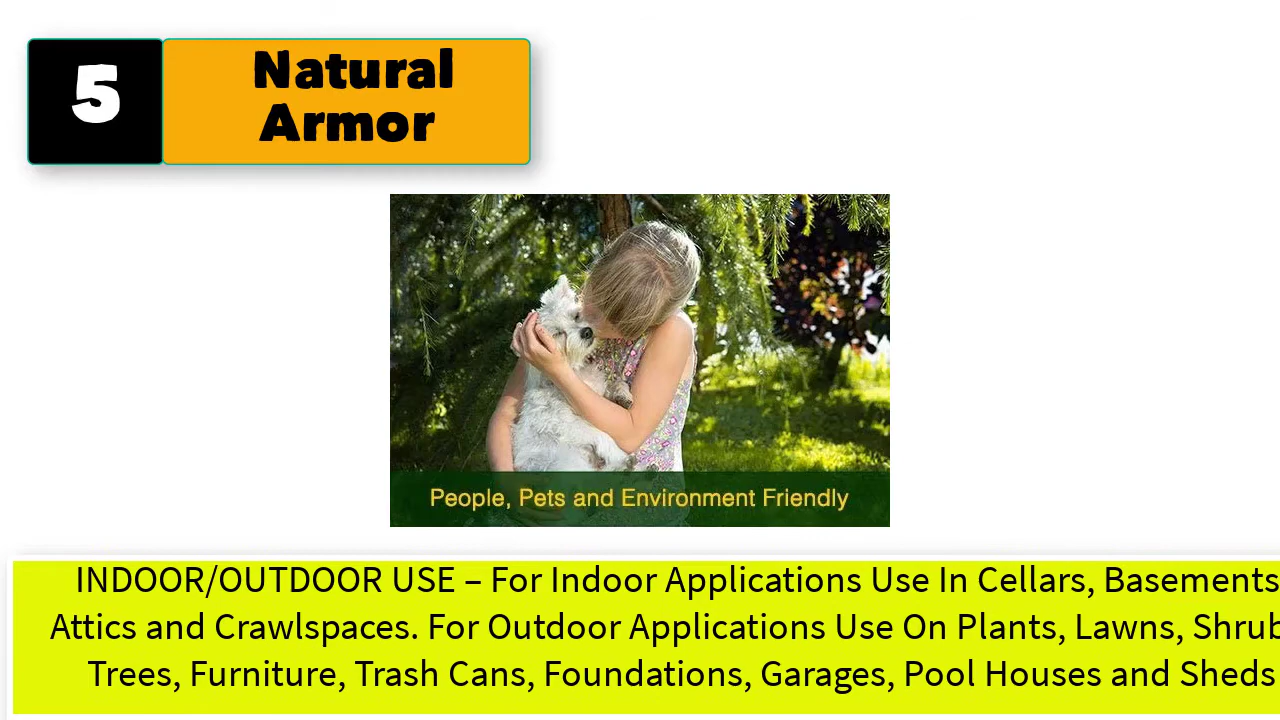 5
Natural
Armor
People, Pets and Environment Friendly
INDOOR/OUTDOOR USE – For Indoor Applications Use In Cellars, Basements
Attics and Crawlspaces. For Outdoor Applications Use On Plants, Lawns, Shrub
Trees, Furniture, Trash Cans, Foundations, Garages, Pool Houses and Sheds